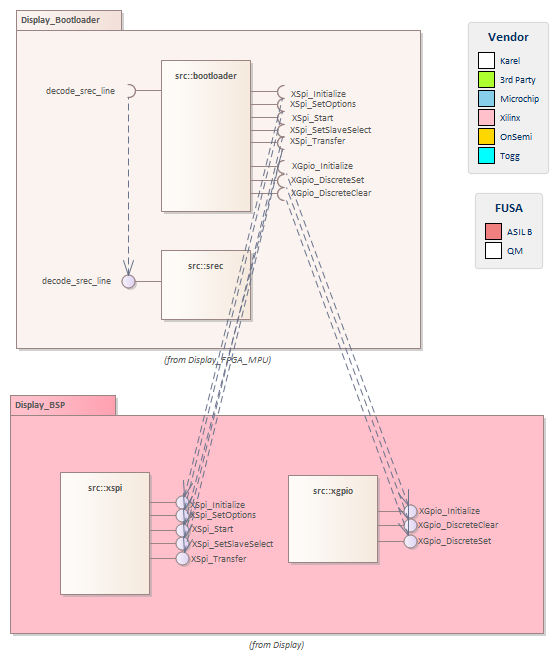 Display_Bootloader
src::bootloader
decode_srec_line
XSpi_Initialize
XSpi_SetOptions
XSpi_Start
XSpi_SetSlaveSelect
XSpi_Transfer
XGpio_Initialize
XGpio_DiscreteSet
XGpio_DiscreteClear
src::srec
decode_srec_line
(from Display_FPGA_MPU)
Vendor
Karel
3rd Party
Microchip
Xilinx
OnSemi
Togg
FUSA
ASIL B
QM
Display_BSP
src::xspi
XSpi_Initialize
XSpi_SetOptions
XSpi_Start
XSpi_SetSlaveSelect
XSpi_Transfer
src::xgpio
XGpio_Initialize
XGpio_DiscreteClear
XGpio_DiscreteSet
(from Display)